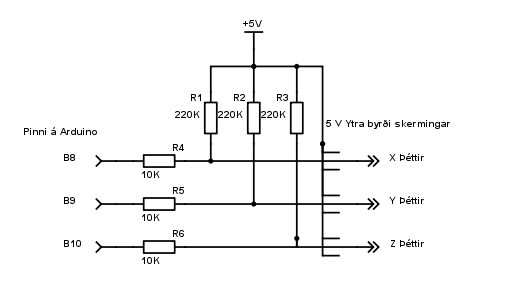 +5V
R1 R2 R3
220K 220K 220K
5 V Ytra byrði skermingar
Pinni á Arduino
B8 R4 10K X Þéttir
B9 R5 10K Y Þéttir
B10 R6 10K Z Þéttir